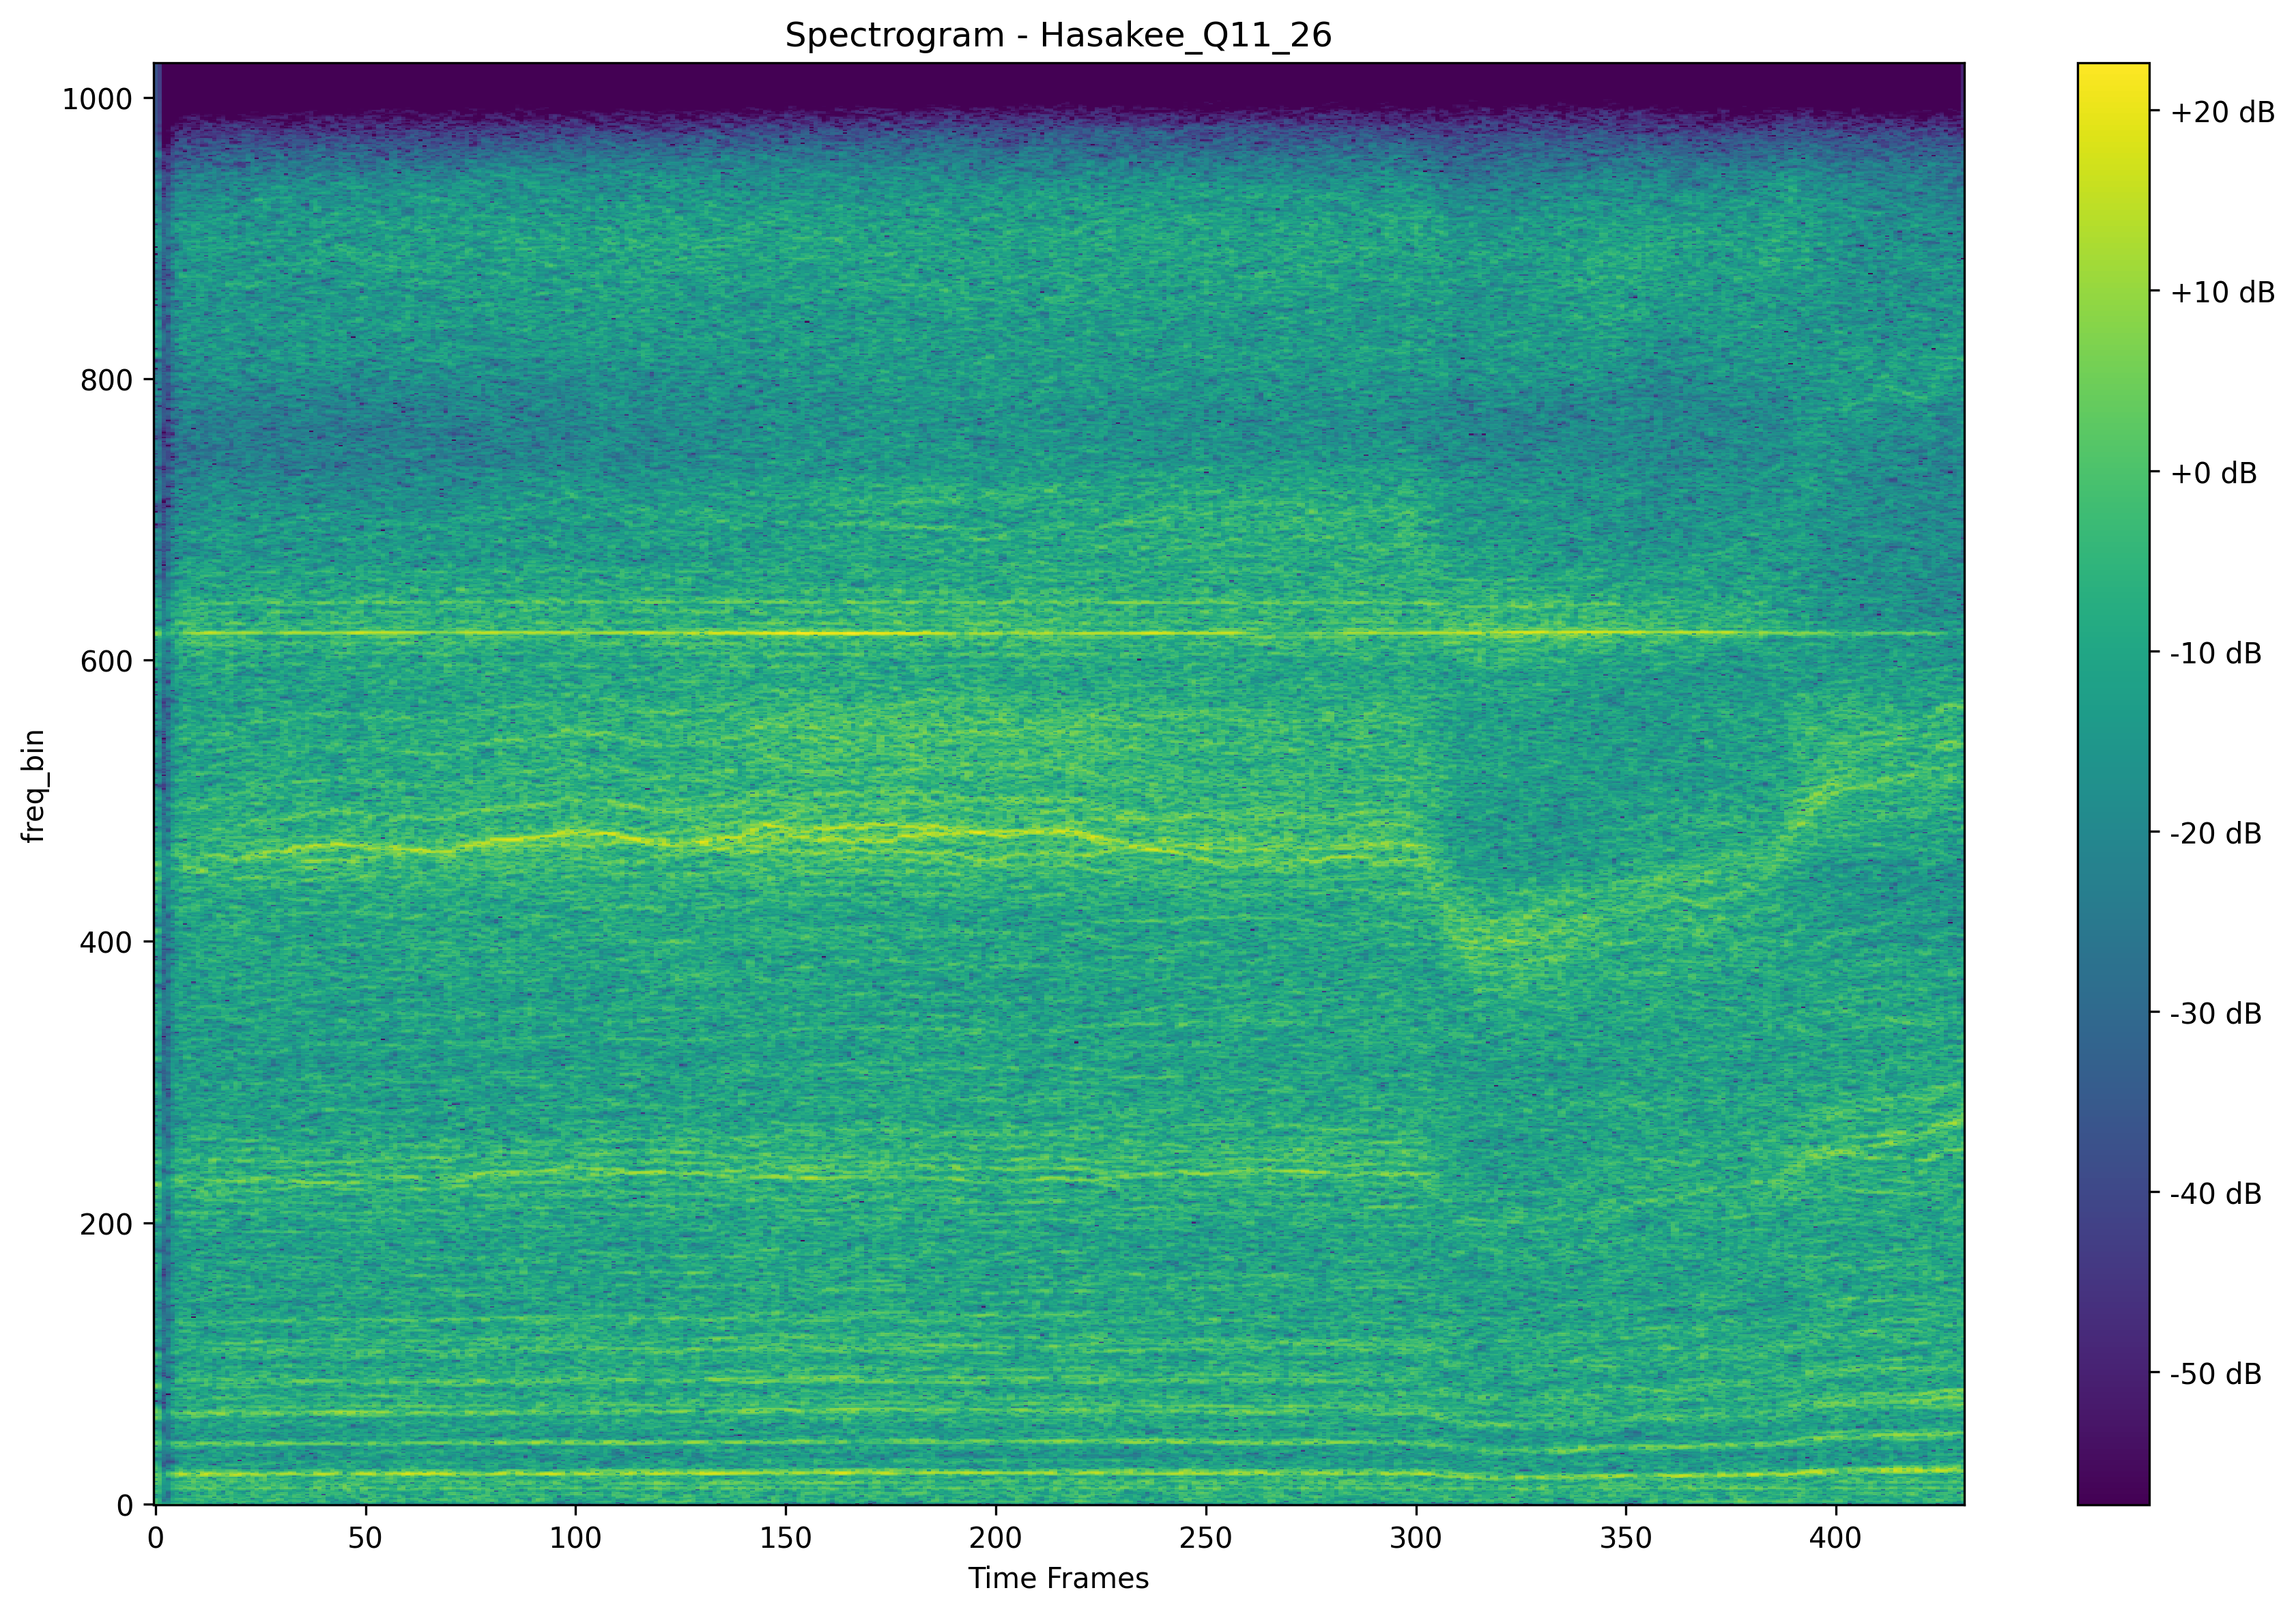 Spectrogram - Hasakee_Q11_26
1000
800
600
400
200
0
freq_bin
0 50 100 150 200 250 300 350 400
Time Frames
+20 dB
+10 dB
+0 dB
-10 dB
-20 dB
-30 dB
-40 dB
-50 dB